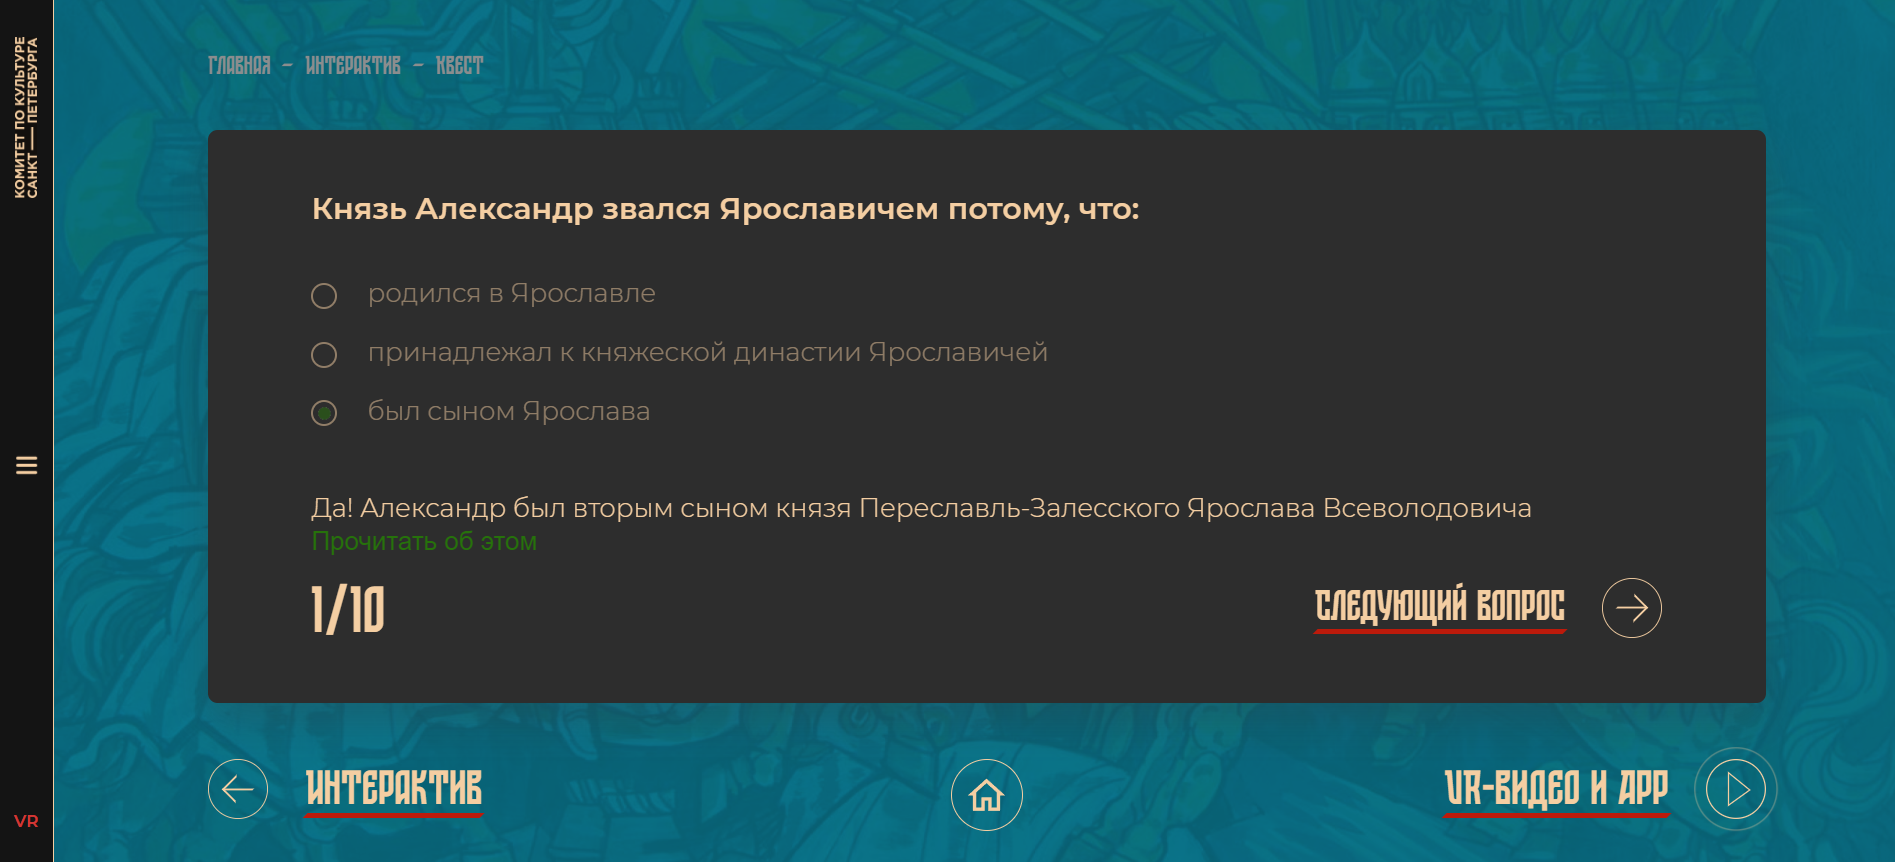 КОМИТЕТ ПО КУЛЬТУРЕ
САНКТ — ПЕТЕРБУРГА
ГЛАВНАЯ - ИНТЕРАКТИВ - КВЕСТ
Князь Александр звался Ярославичем потому, что:
родился в Ярославле
принадлежал к княжеской династии Ярославичей
был сыном Ярослава
Да! Александр был вторым сыном князя Переславль-Залесского Ярослава Всеволодовича
Прочитать об этом
1/10
СЛЕДУЮЩИЙ ВОПРОС
VR
ИНТЕРАКТИВ
VR-ВИДЕО И APP